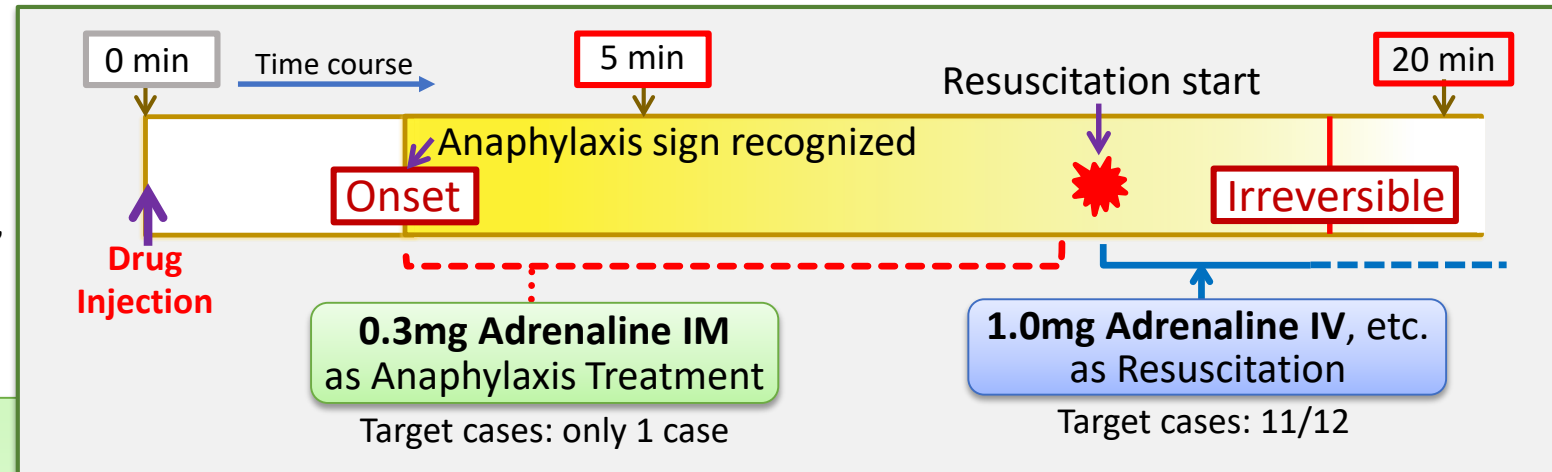 0 min
Time course
5 min
20 min
Resuscitation start
Anaphylaxis sign recognized
Onset
Irreversible
Drug
Injection
0.3mg Adrenaline IM
as Anaphylaxis Treatment
Target cases: only 1 case
1.0mg Adrenaline IV, etc.
as Resuscitation
Target cases: 11/12
,